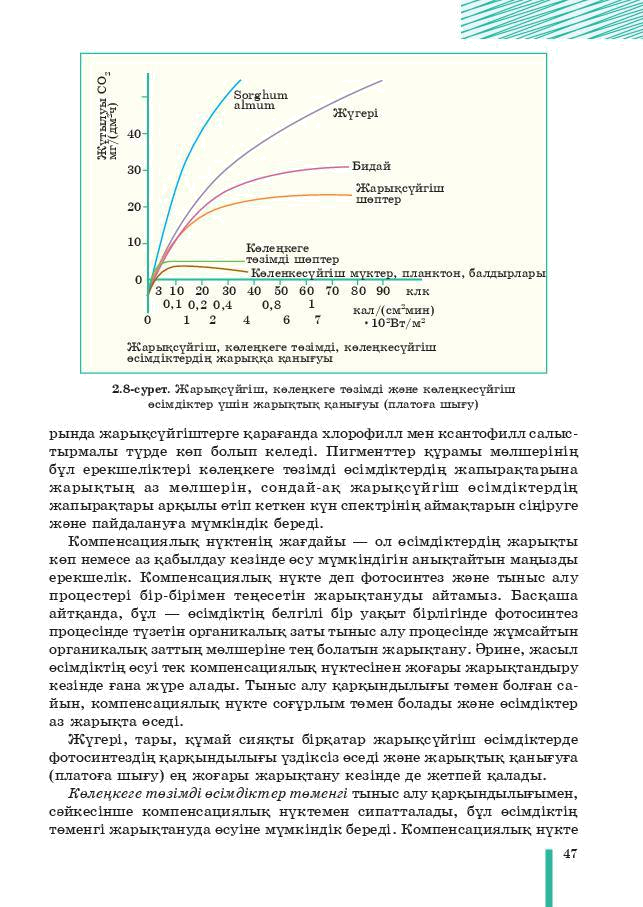 Жұтылуы CO₂
мг/(дм²ч)
Sorghum
almum
Жүгері
40
Бидай
30
Жарықсүйгіш
шөптер
20
10
Көлеңкеге
төзімді шөптер
Көленкесүйгіш мүктер, планктон, балдырлары
0
3 10 20 30 40 50 60 70 80 90 клк
0,1 0,2 0,4 0,8 1 кал/(см²мин)
0 1 2 4 6 7 • 10²Вт/м²
Жарықсүйгіш, көлеңкеге төзімді, көлеңкесүйгіш
өсімдіктердің жарыққа қанығуы
2.8-сурет. Жарықсүйгіш, көлеңкеге төзімді және көлеңкесүйгіш
өсімдіктер үшін жарықтық қанығуы (платоға шығу)
рында жарықсүйгіштерге қарағанда хлорофилл мен ксантофилл салыс-
тырмалы түрде көп болып келеді. Пигменттер құрамы мөлшерінің
бұл ерекшеліктері көлеңкеге төзімді өсімдіктердің жапырақтарына
жарықтың аз мөлшерін, сондай-ақ жарықсүйгіш өсімдіктердің
жапырақтары арқылы өтіп кеткен күн спектрінің аймақтарын сіңіруге
және пайдалануға мүмкіндік береді.
Компенсациялық нүктенің жағдайы — ол өсімдіктердің жарықты
көп немесе аз қабылдау кезінде өсу мүмкіндігін анықтайтын маңызды
ерекшелік. Компенсациялық нүкте деп фотосинтез және тыныс алу
процестері бір-бірімен теңесетін жарықтануды айтамыз. Басқаша
айтқанда, бұл — өсімдіктің белгілі бір уақыт бірлігінде фотосинтез
процесінде түзетін органикалық заты тыныс алу процесінде жұмсайтын
органикалық заттың мөлшеріне тең болатын жарықтану. Әрине, жасыл
өсімдіктің өсуі тек компенсациялық нүктесінен жоғары жарықтандыру
кезінде ғана жүре алады. Тыныс алу қарқындылығы төмен болған са-
йын, компенсациялық нүкте соғұрлым төмен болады және өсімдіктер
аз жарықта өседі.
Жүгері, тары, құмай сияқты бірқатар жарықсүйгіш өсімдіктерде
фотосинтездің қарқындылығы үздіксіз өседі және жарықтық қанығуға
(платоға шығу) ең жоғары жарықтану кезінде де жетпей қалады.
Көлеңкеге төзімді өсімдіктер төменгі тыныс алу қарқындылығымен,
сәйкесінше компенсациялық нүктемен сипатталады, бұл өсімдіктің
төменгі жарықтануда өсуіне мүмкіндік береді. Компенсациялық нүкте
47